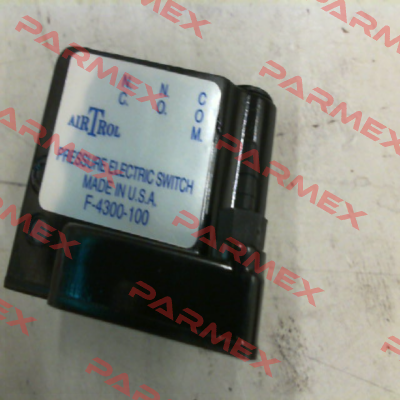 N. N. C
C. O. O
M.
AIRTROL
PRESSURE ELECTRIC SWITCH
MADE IN U.S.A.
F-4300-100
PARMEX
PARMEX
PARMEX
PARMEX
PARMEX
PARMEX